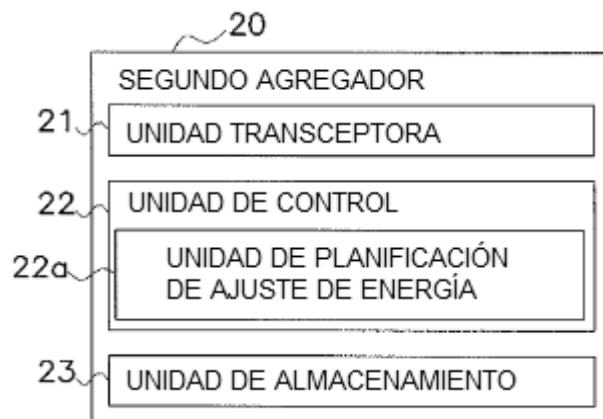 20
SEGUNDO AGREGADOR
21
UNIDAD TRANSCEPTORA
22
UNIDAD DE CONTROL
22a
UNIDAD DE PLANIFICACIÓN
DE AJUSTE DE ENERGÍA
23
UNIDAD DE ALMACENAMIENTO